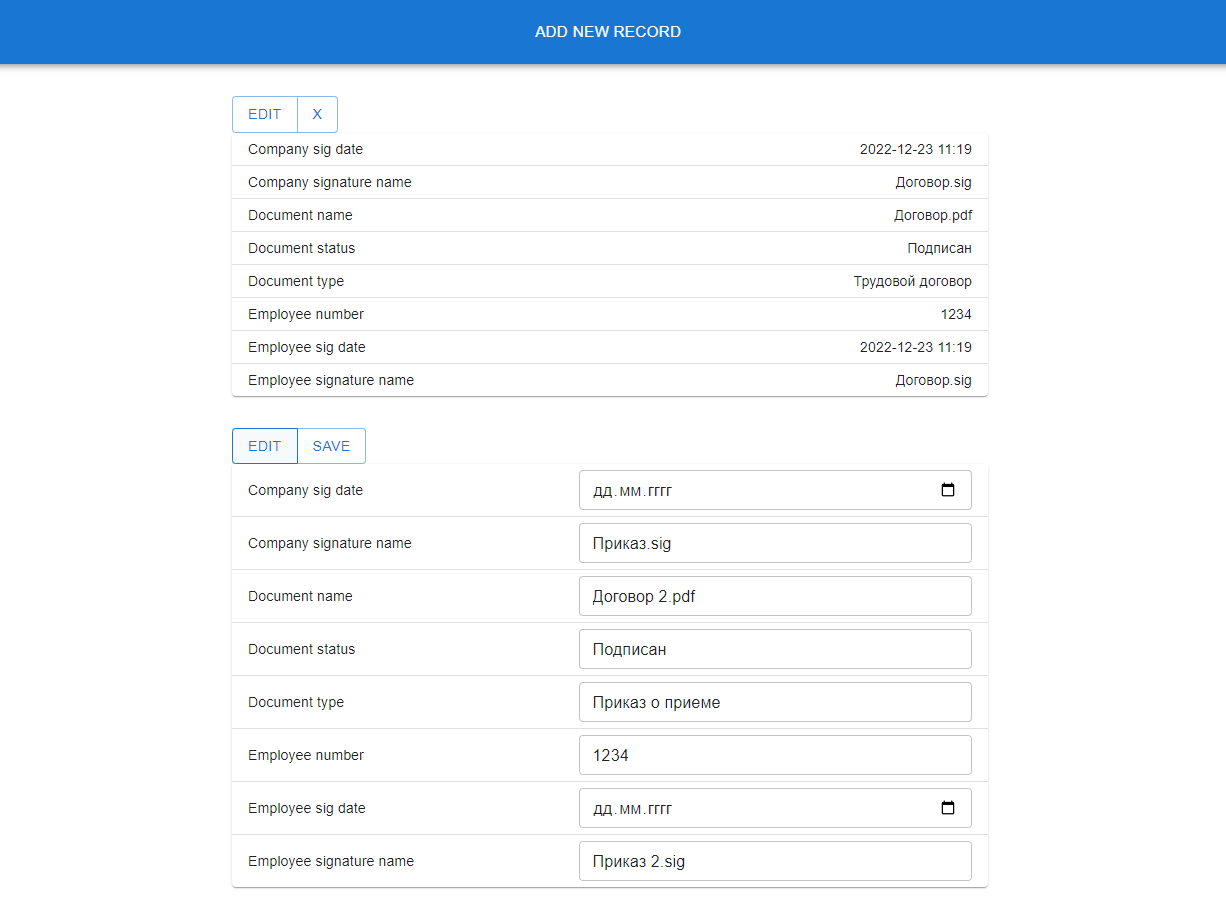 ADD NEW RECORD
EDIT X
Company sig date 2022-12-23 11:19
Company signature name Договор.sig
Document name Договор.pdf
Document status Подписан
Document type Трудовой договор
Employee number 1234
Employee sig date 2022-12-23 11:19
Employee signature name Договор.sig
EDIT SAVE
Company sig date дд.мм.гггг
Company signature name Приказ.sig
Document name Договор 2.pdf
Document status Подписан
Document type Приказ о приеме
Employee number 1234
Employee sig date дд.мм.гггг
Employee signature name Приказ 2.sig